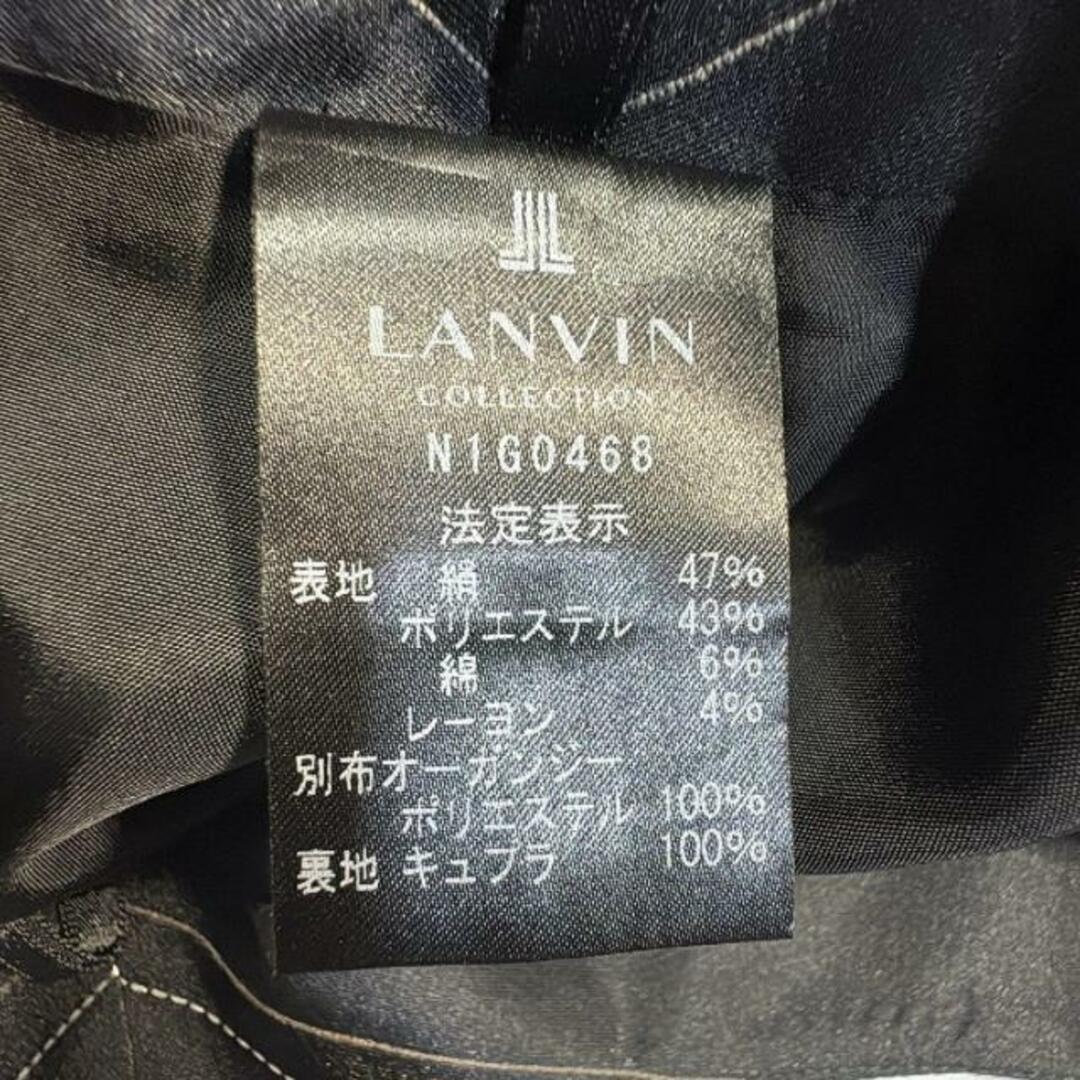 LANVIN
COLLECTION
N1G0468
法定表示
表地 絹 47%
ポリエステル 43%
綿 6%
レーヨン 4%
別布オーガンジー
ポリエステル 100%
裏地 キュプラ 100%